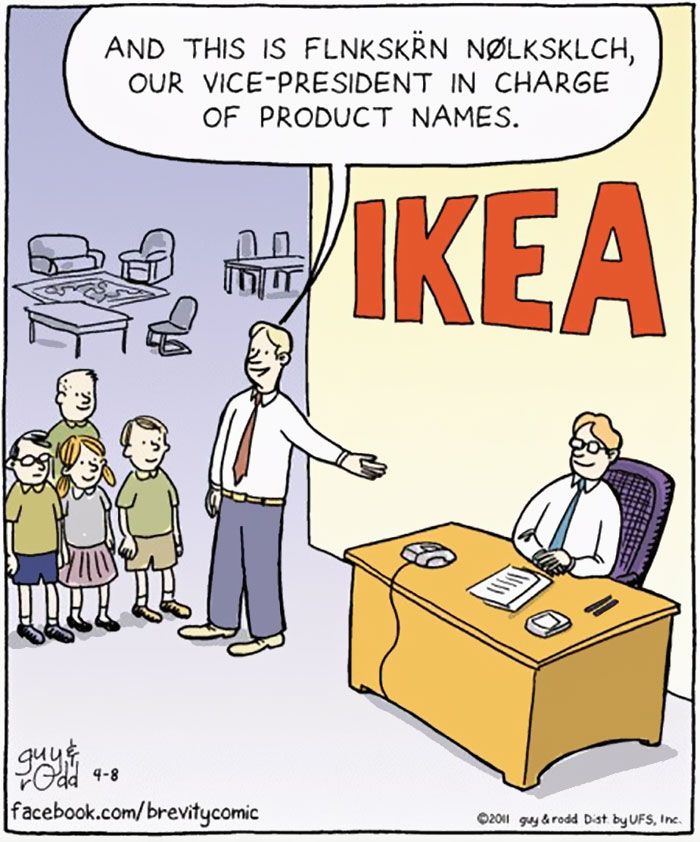 AND THIS IS FLNKSKR̈N NØLKSKLCH,
OUR VICE-PRESIDENT IN CHARGE
OF PRODUCT NAMES.
IKEA
guy &
rOdd 4-8
facebook.com/brevitycomic
©2011 guy & rodd Dist. by UFS, Inc.